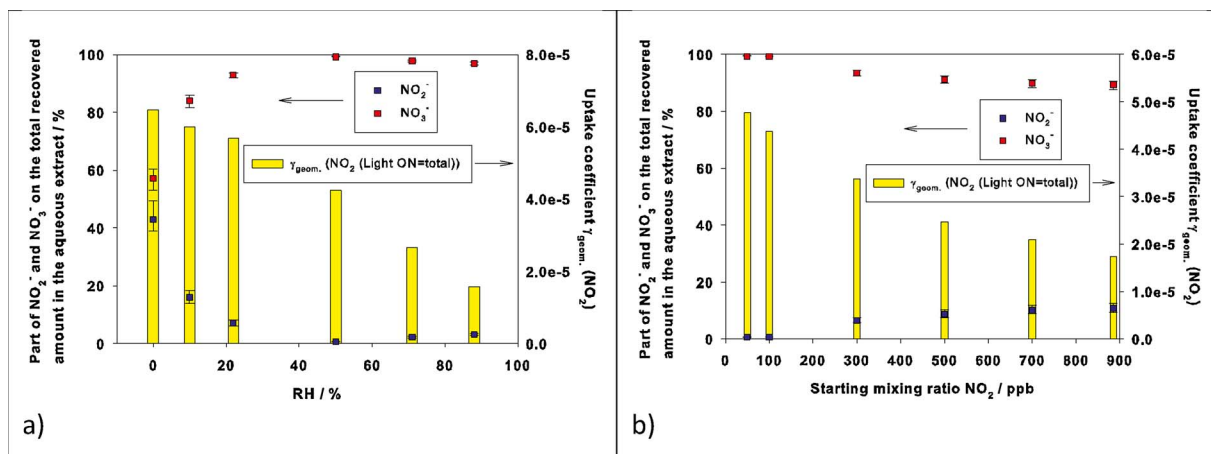 Part of NO₂⁻ and NO₃⁻ on the total recovered
amount in the aqueous extract / %
100
80
60
40
20
0
NO₂⁻
NO₃⁻
γgeom. (NO₂ (Light ON=total))
8.0e-5
6.0e-5
4.0e-5
2.0e-5
0.0
Uptake coefficient γgeom. (NO₂)
0 20 40 60 80 100
RH / %
a)
Part of NO₂⁻ and NO₃⁻ on the total recovered
amount in the aqueous extract / %
100
80
60
40
20
0
NO₂⁻
NO₃⁻
γgeom. (NO₂ (Light ON=total))
6.0e-5
5.0e-5
4.0e-5
3.0e-5
2.0e-5
1.0e-5
0.0
Uptake coefficient γgeom. (NO₂)
0 100 200 300 400 500 600 700 800 900
Starting mixing ratio NO₂ / ppb
b)